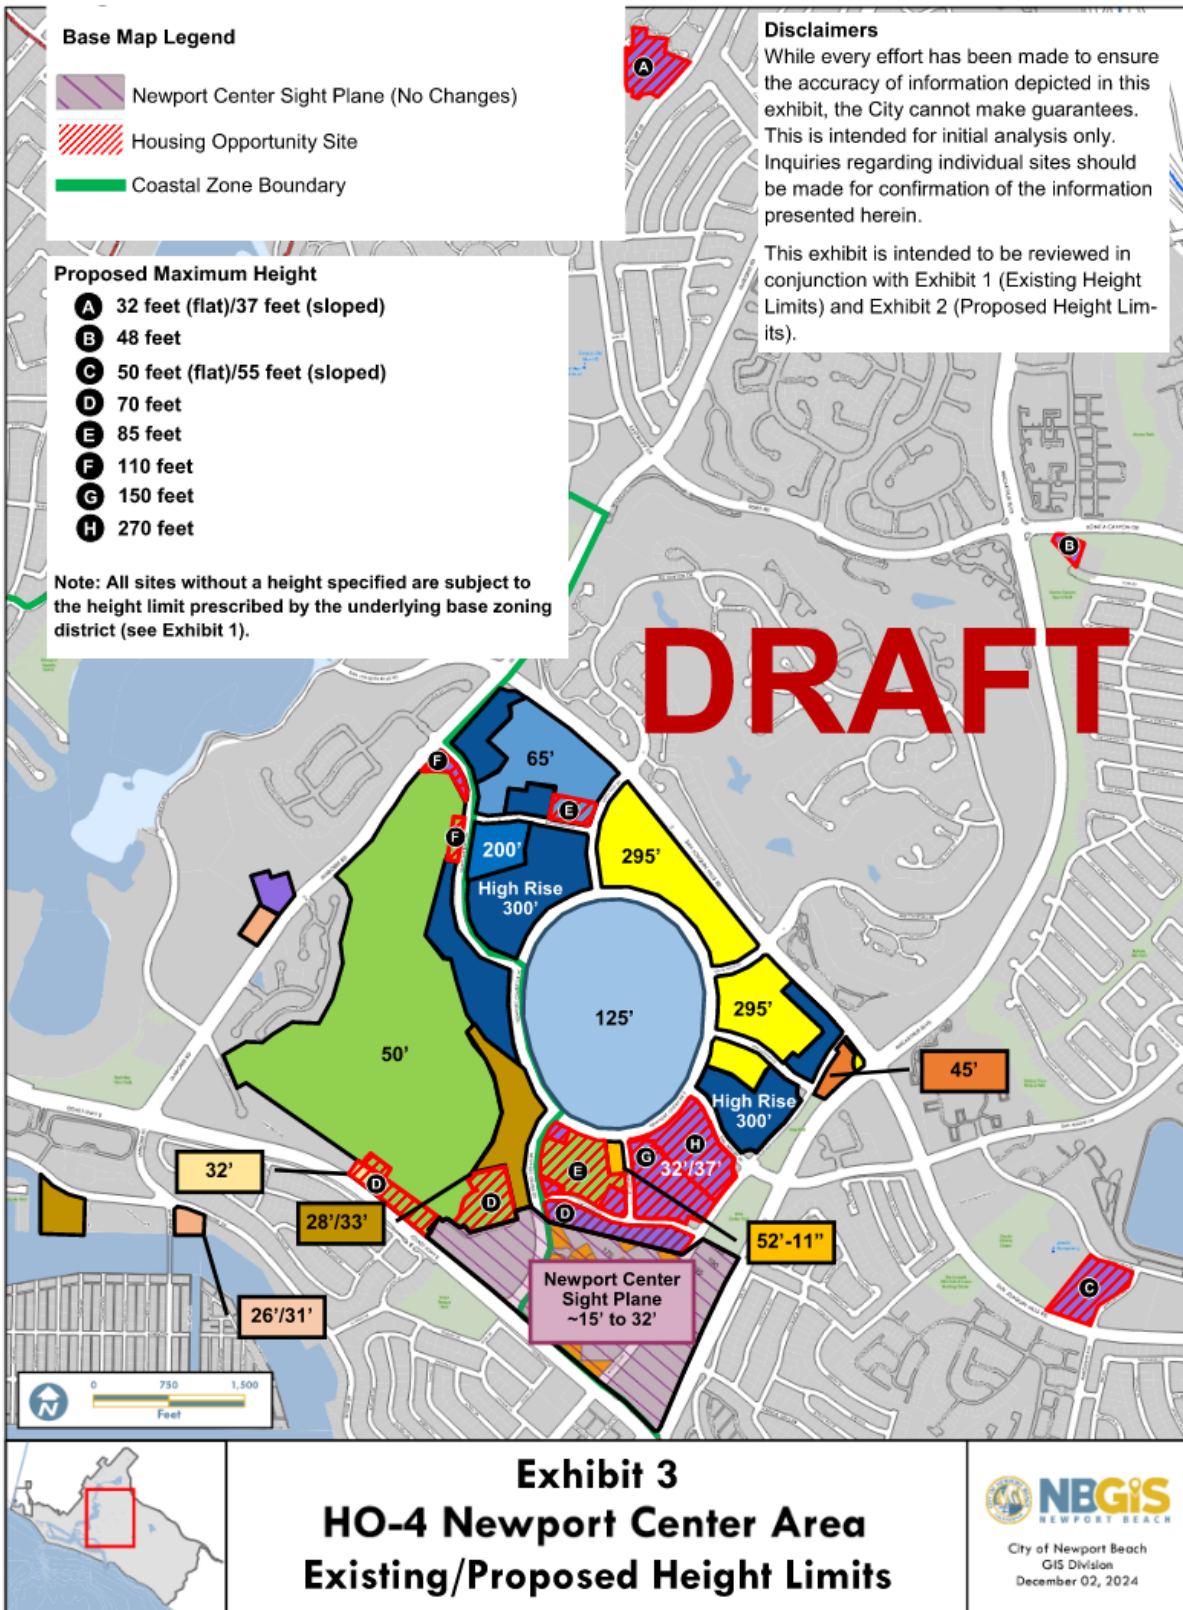 Base Map Legend
Newport Center Sight Plane (No Changes)
Housing Opportunity Site
Coastal Zone Boundary
Disclaimers
While every effort has been made to ensure
the accuracy of information depicted in this
exhibit, the City cannot make guarantees.
This is intended for initial analysis only.
Inquiries regarding individual sites should
be made for confirmation of the information
presented herein.
This exhibit is intended to be reviewed in
conjunction with Exhibit 1 (Existing Height
Limits) and Exhibit 2 (Proposed Height Lim-
its).
Proposed Maximum Height
A 32 feet (flat)/37 feet (sloped)
B 48 feet
C 50 feet (flat)/55 feet (sloped)
D 70 feet
E 85 feet
F 110 feet
G 150 feet
H 270 feet
Note: All sites without a height specified are subject to
the height limit prescribed by the underlying base zoning
district (see Exhibit 1).
A
B
DRAFT
F
65'
E
F
200'
295'
High Rise
300'
125'
295'
50'
45'
High Rise
300'
H
G
32'/37'
32'
D
E
D
D
28'/33'
52'-11"
Newport Center
Sight Plane
~15' to 32'
C
26'/31'
N
0 750 1,500
Feet
Exhibit 3
HO-4 Newport Center Area
Existing/Proposed Height Limits
NBGIS
NEWPORT BEACH
City of Newport Beach
GIS Division
December 02, 2024